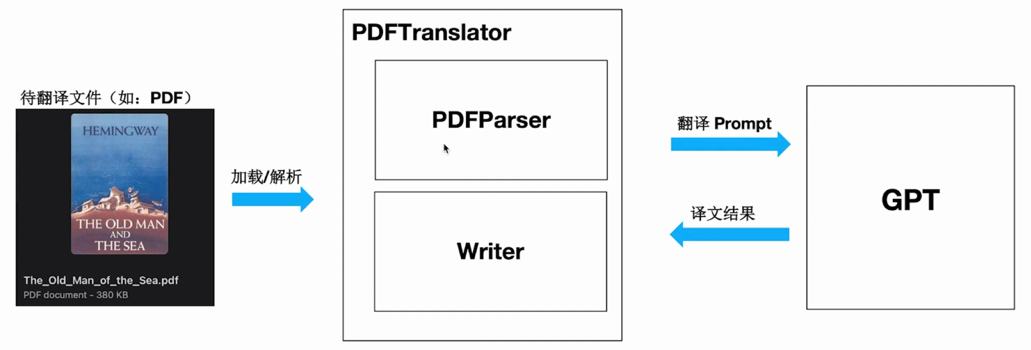 待翻译文件（如：PDF）
HEMINGWAY
THE OLD MAN
AND
THE SEA
The_Old_Man_of_the_Sea.pdf
PDF document - 380 KB
加载/解析
PDFTranslator
PDFParser
Writer
翻译 Prompt
译文结果
GPT